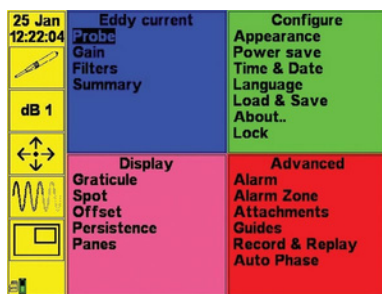 25 Jan
12:22:04
dB 1
Eddy current
Probe
Gain
Filters
Summary
Configure
Appearance
Power save
Time & Date
Language
Load & Save
About..
Lock
Display
Graticule
Spot
Offset
Persistence
Panes
Advanced
Alarm
Alarm Zone
Attachments
Guides
Record & Replay
Auto Phase